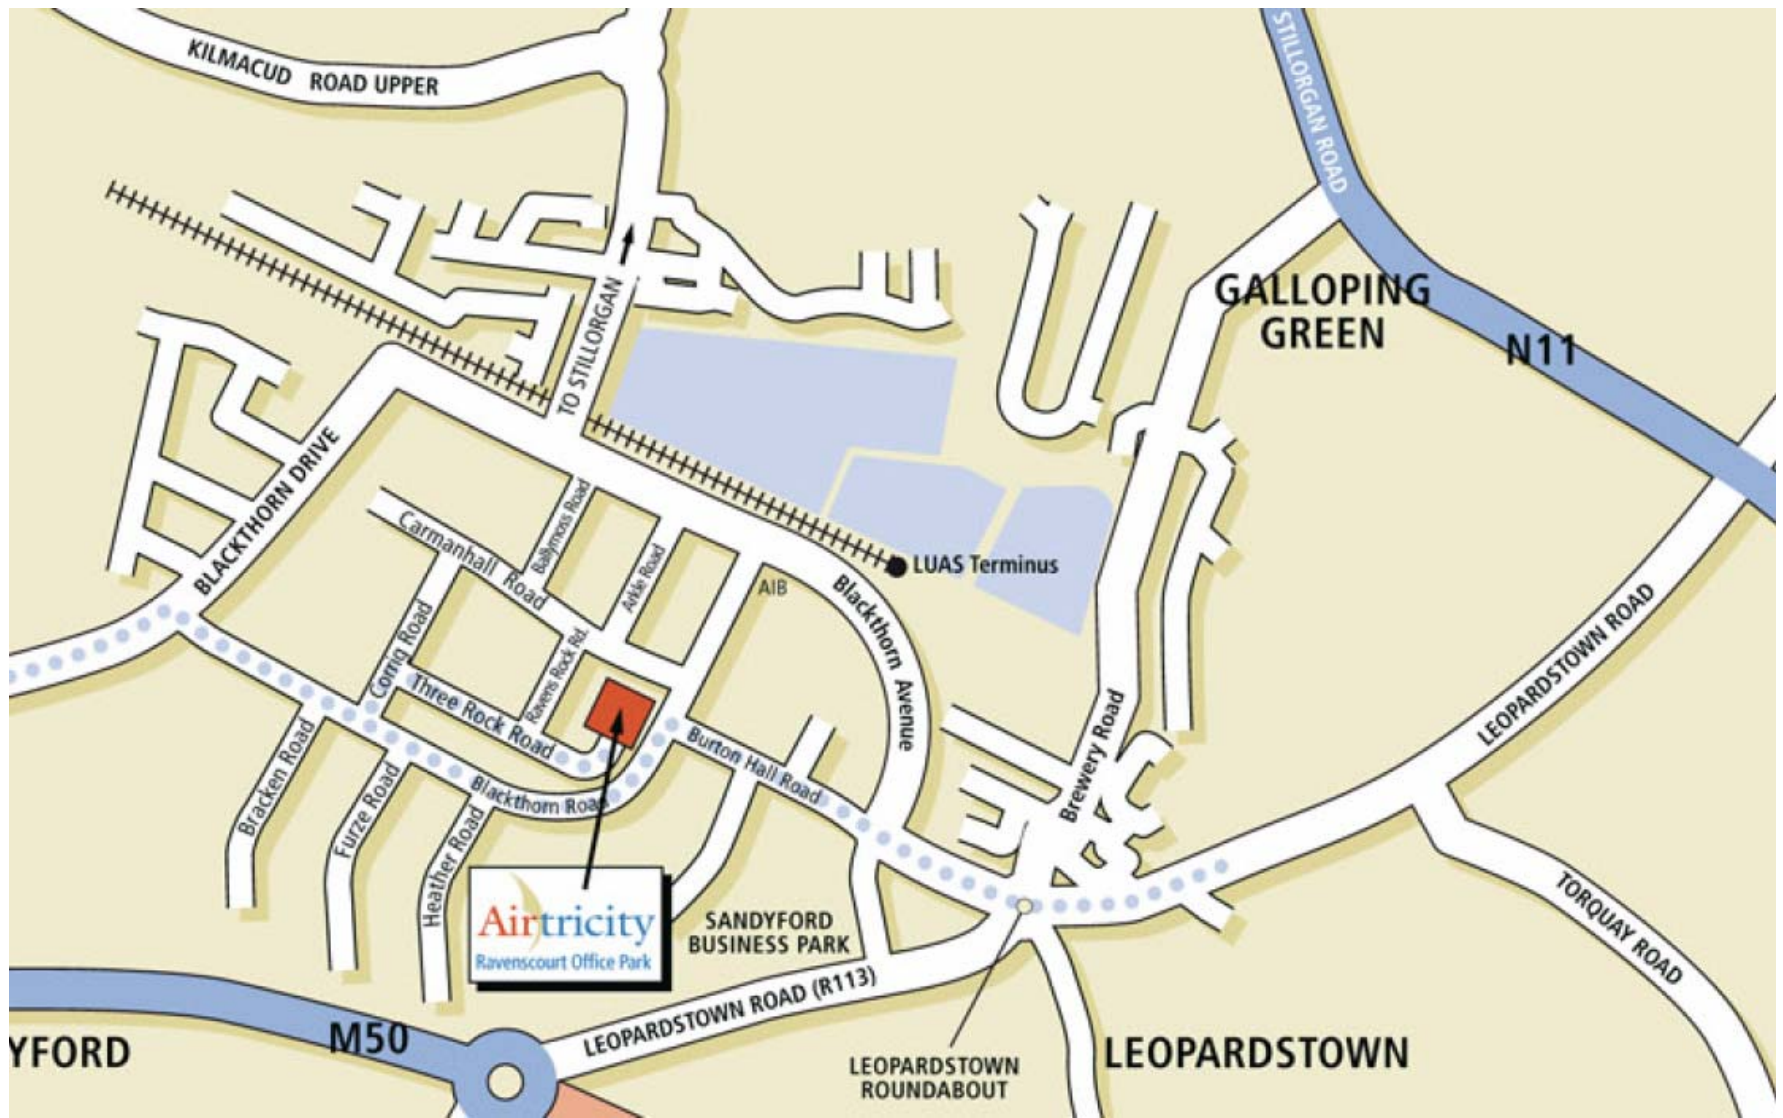 KILMACUD ROAD UPPER
STILLORGAN ROAD
TO STILLORGAN
GALLOPING
GREEN
N11
BLACKTHORN DRIVE
Carmanhall Road
Ballymoss Road
Arkle Road
AIB
LUAS Terminus
Blackthorn Avenue
Corrig Road
Three Rock Road
Ravens Rock Rd.
Burton Hall Road
Brewery Road
LEOPARDSTOWN ROAD
Bracken Road
Furze Road
Heather Road
Blackthorn Road
Airtricity
Ravenscourt Office Park
SANDYFORD
BUSINESS PARK
TORQUAY ROAD
LEOPARDSTOWN ROAD (R113)
M50
YFORD
LEOPARDSTOWN
ROUNDABOUT
LEOPARDSTOWN